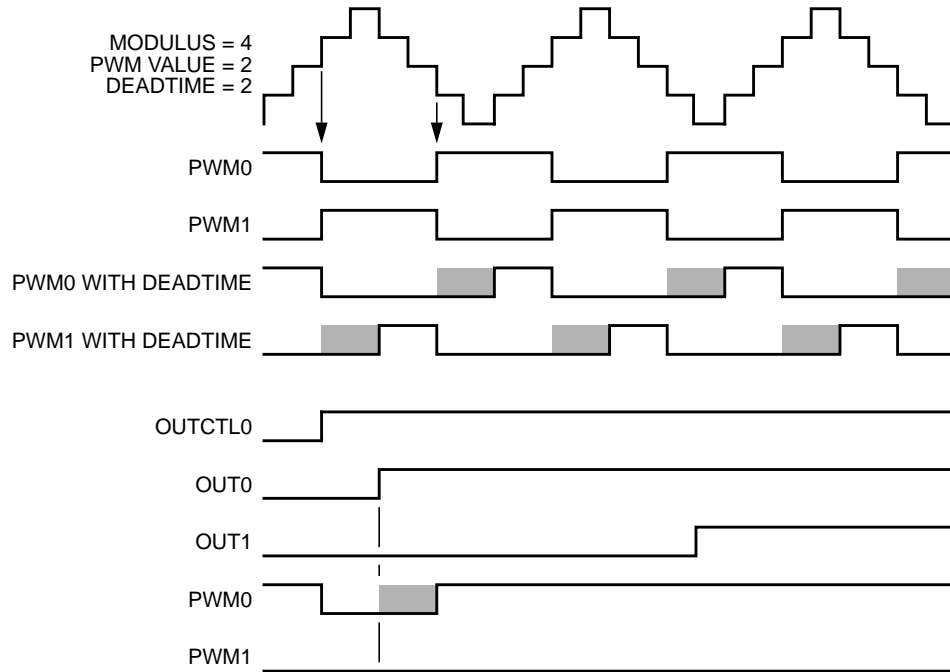 MODULUS = 4
PWM VALUE = 2
DEADTIME = 2
PWM0
PWM1
PWM0 WITH DEADTIME
PWM1 WITH DEADTIME
OUTCTL0
OUT0
OUT1
PWM0
PWM1